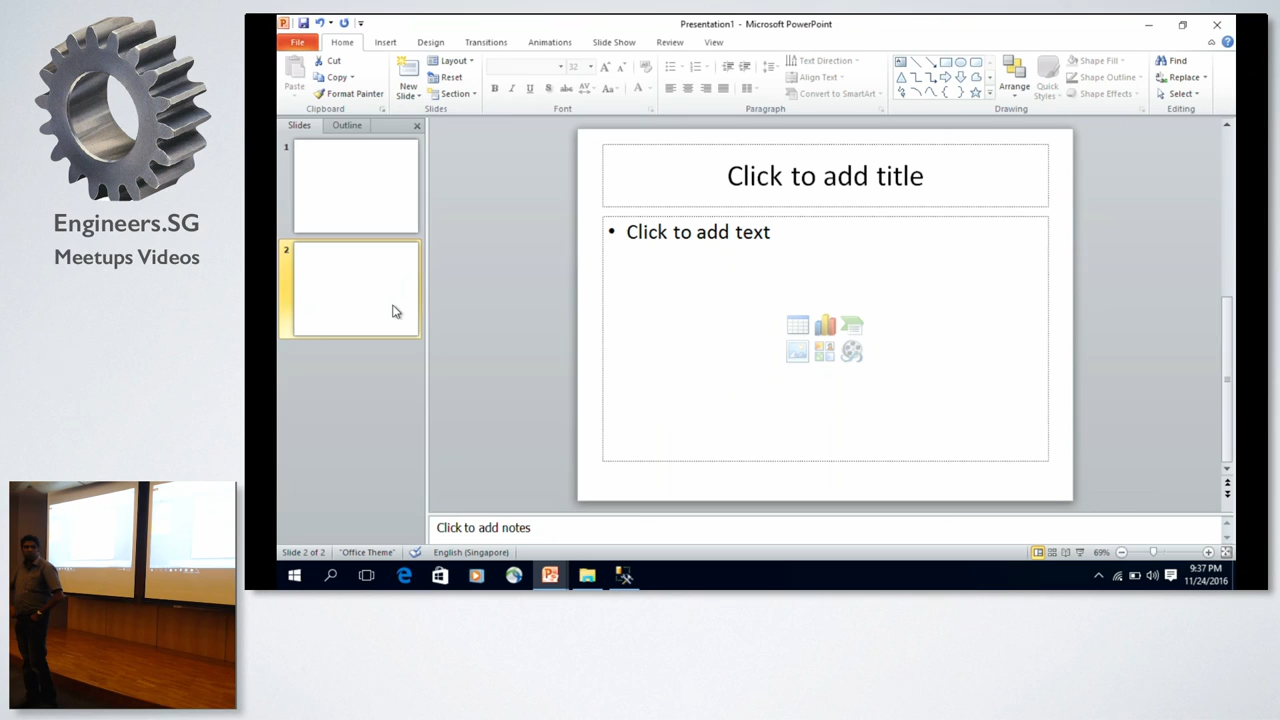 Engineers.SG
Meetups Videos
Presentation1 - Microsoft PowerPoint
File Home Insert Design Transitions Animations Slide Show Review View
Paste
Cut
Copy
Format Painter
Clipboard
New Slide
Layout
Reset
Section
Slides
32
B I U S abc AV Aa A
Font
Text Direction
Align Text
Convert to SmartArt
Paragraph
Arrange
Quick Styles
Shape Fill
Shape Outline
Shape Effects
Drawing
Find
Replace
Select
Editing
Slides Outline
1
2
Click to add title
• Click to add text
Click to add notes
Slide 2 of 2 "Office Theme" English (Singapore) 69%
9:37 PM
11/24/2016